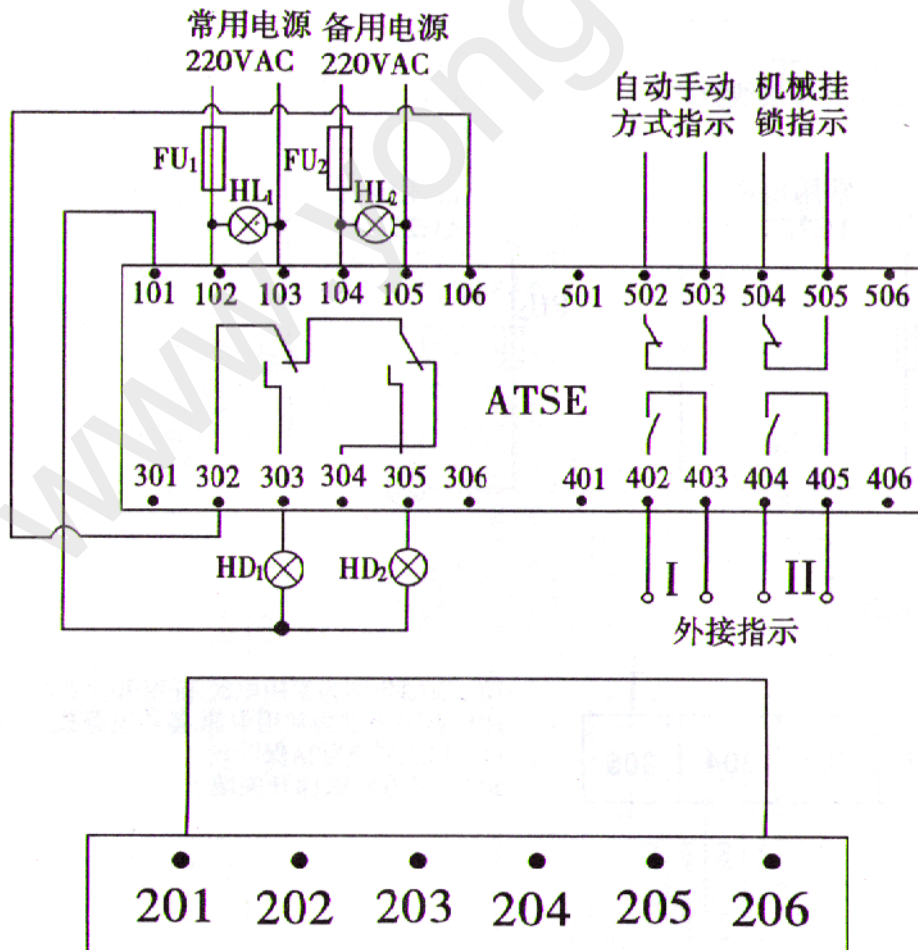 常用电源 备用电源
220VAC 220VAC
自动手动 机械挂
方式指示 锁指示
FU1 FU2
HL1 HL2
101 102 103 104 105 106 501 502 503 504 505 506
ATSE
301 302 303 304 305 306 401 402 403 404 405 406
HD1 HD2
I II
外接指示
201 202 203 204 205 206
www.yong